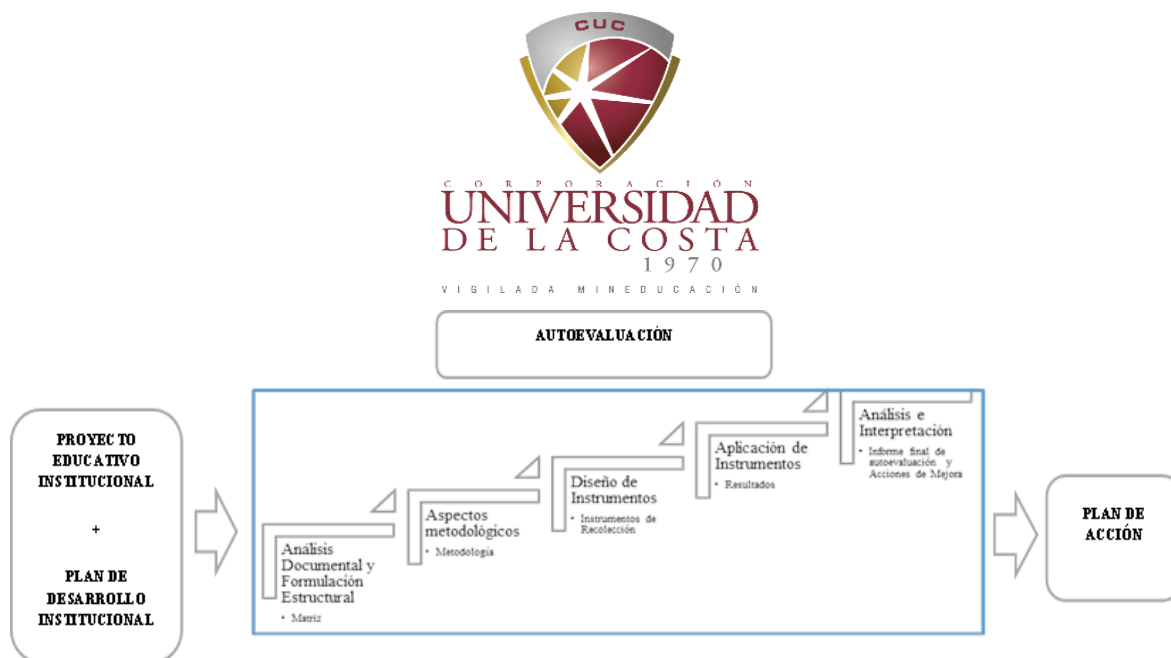 CUC
CORPORACIÓN
UNIVERSIDAD
DE LA COSTA
1970
VIGILADA MINEDUCACIÓN
AUTOEVALUACIÓN
PROYECTO
EDUCATIVO
INSTITUCIONAL
+
PLAN DE
DESARROLLO
INSTITUCIONAL
Análisis
Documental y
Formulación
Estructural
• Matriz
Aspectos
metodológicos
• Metodología
Diseño de
Instrumentos
• Instrumentos de
Recolección
Aplicación de
Instrumentos
• Resultados
Análisis e
Interpretación
• Informe final de
autoevaluación y
Acciones de Mejora
PLAN DE
ACCIÓN